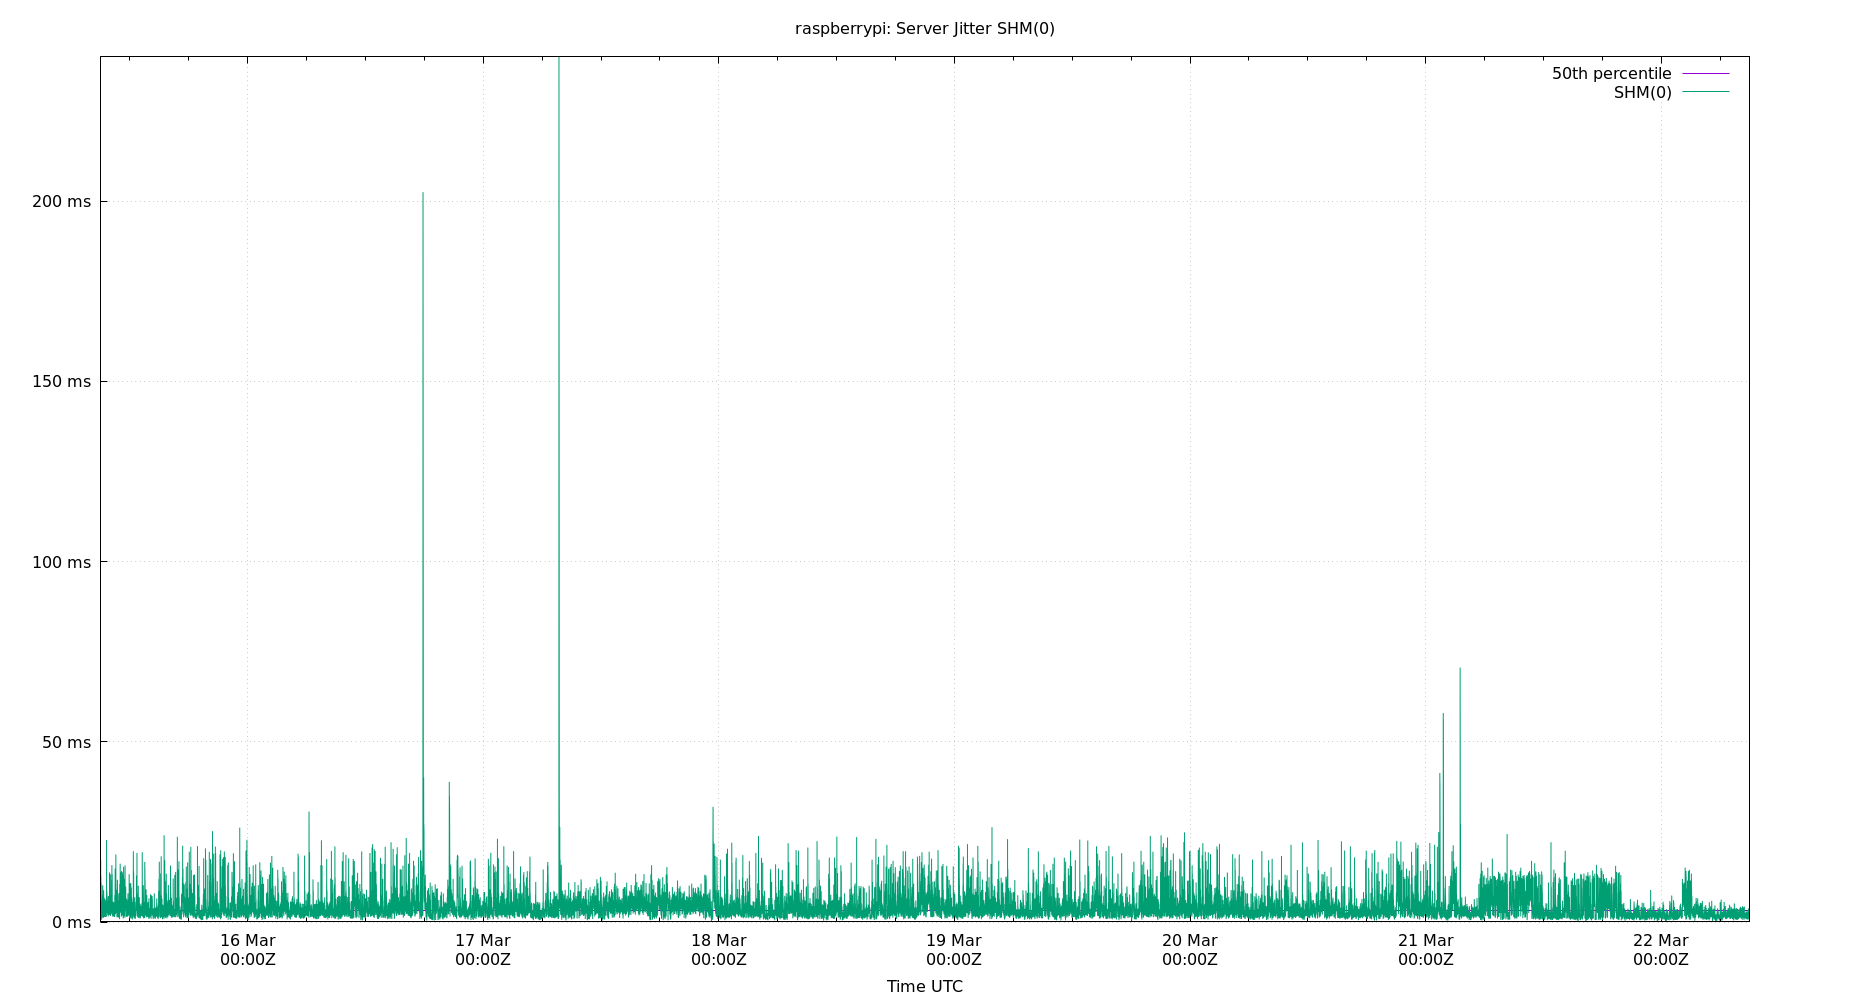 raspberrypi: Server Jitter SHM(0)
50th percentile
SHM(0)
200 ms
150 ms
100 ms
50 ms
0 ms
16 Mar 17 Mar 18 Mar 19 Mar 20 Mar 21 Mar 22 Mar
00:00Z 00:00Z 00:00Z 00:00Z 00:00Z 00:00Z 00:00Z
Time UTC